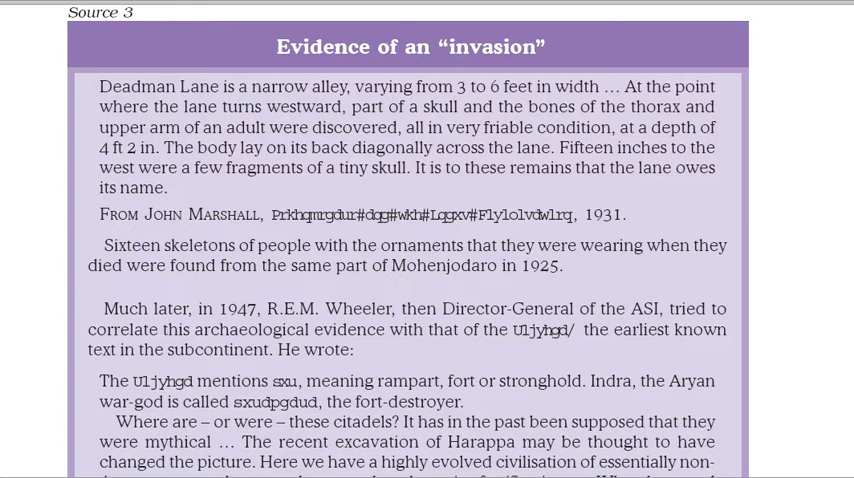 Source 3
Evidence of an “invasion”
Deadman Lane is a narrow alley, varying from 3 to 6 feet in width … At the point
where the lane turns westward, part of a skull and the bones of the thorax and
upper arm of an adult were discovered, all in very friable condition, at a depth of
4 ft 2 in. The body lay on its back diagonally across the lane. Fifteen inches to the
west were a few fragments of a tiny skull. It is to these remains that the lane owes
its name.
FROM JOHN MARSHALL, Prkhqmrgdur#dqg#wkh#Lqgxv#Flylolvdwlrq, 1931.
Sixteen skeletons of people with the ornaments that they were wearing when they
died were found from the same part of Mohenjodaro in 1925.
Much later, in 1947, R.E.M. Wheeler, then Director-General of the ASI, tried to
correlate this archaeological evidence with that of the Uljyhgd/ the earliest known
text in the subcontinent. He wrote:
The Uljyhgd mentions sxu, meaning rampart, fort or stronghold. Indra, the Aryan
war-god is called sxudpgdud, the fort-destroyer.
Where are – or were – these citadels? It has in the past been supposed that they
were mythical … The recent excavation of Harappa may be thought to have
changed the picture. Here we have a highly evolved civilisation of essentially non-